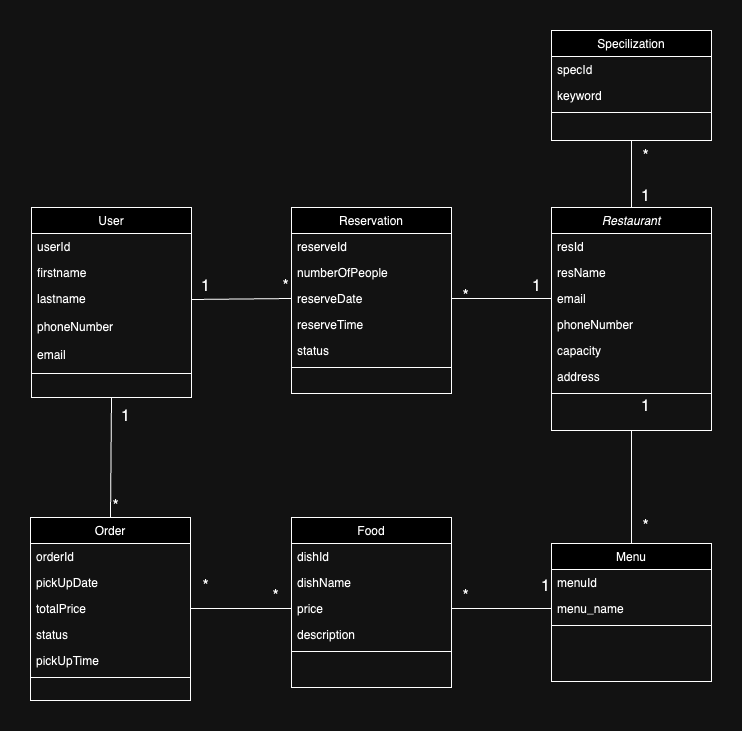 Specilization
specId
keyword
*
1
User
userId
firstname
lastname
phoneNumber
email
1
*
Reservation
reserveId
numberOfPeople
reserveDate
reserveTime
status
*
1
Restaurant
resId
resName
email
phoneNumber
capacity
address
1
*
1
*
Order
orderId
pickUpDate
totalPrice
status
pickUpTime
*
*
Food
dishId
dishName
price
description
*
1
Menu
menuId
menu_name